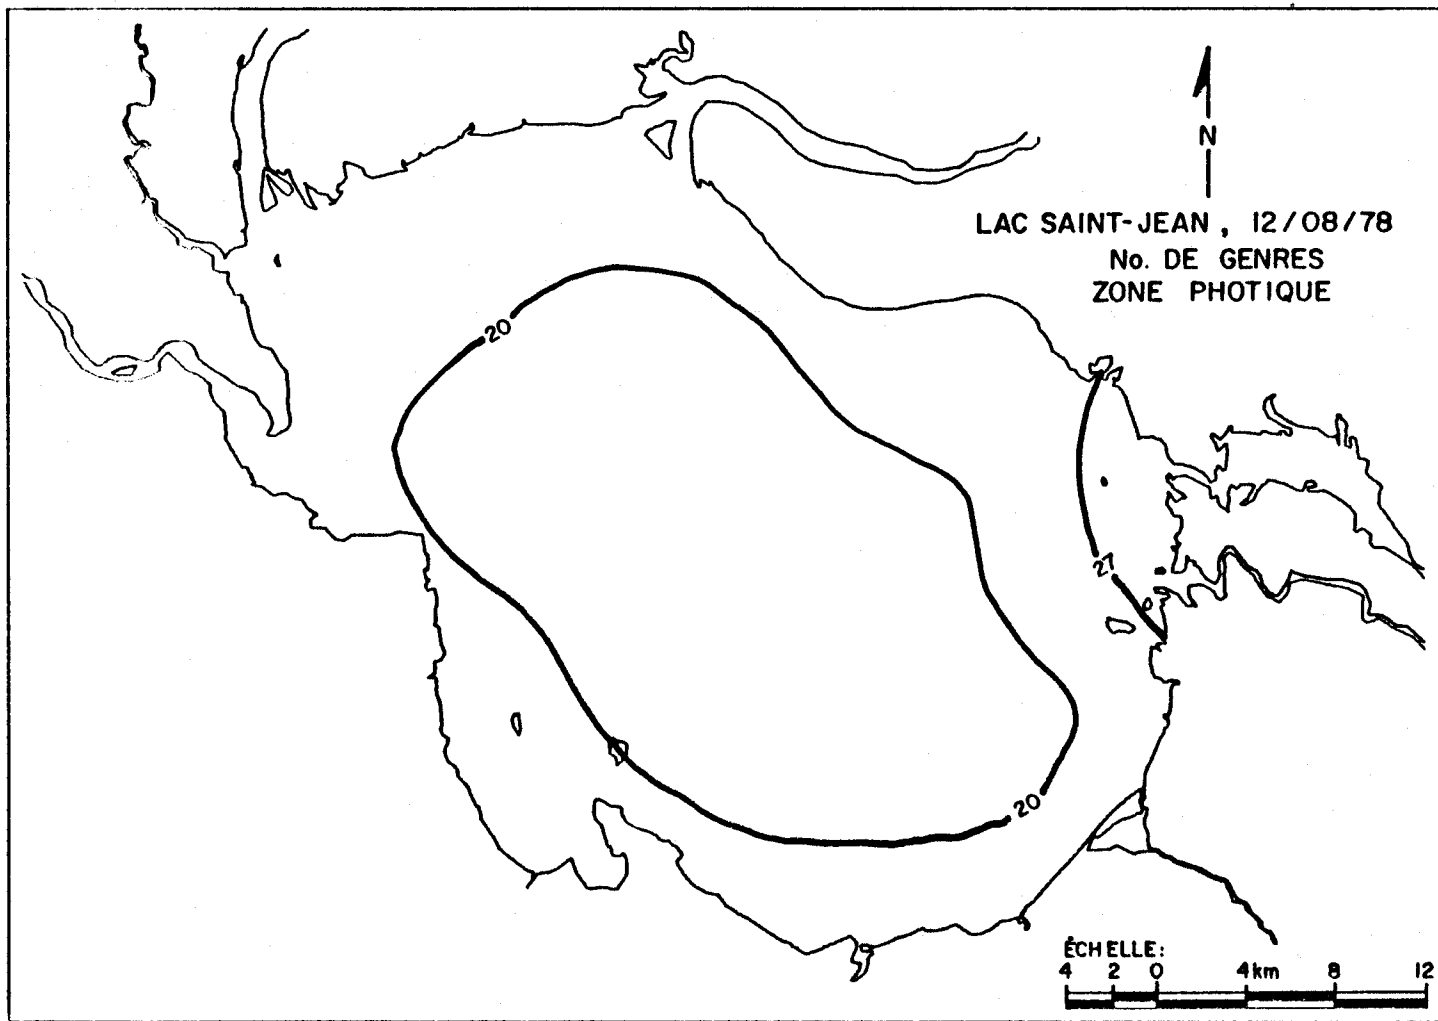 N
LAC SAINT-JEAN, 12/08/78
No. DE GENRES
ZONE PHOTIQUE
20
27
20
ÉCHELLE:
4 2 0 4km 8 12